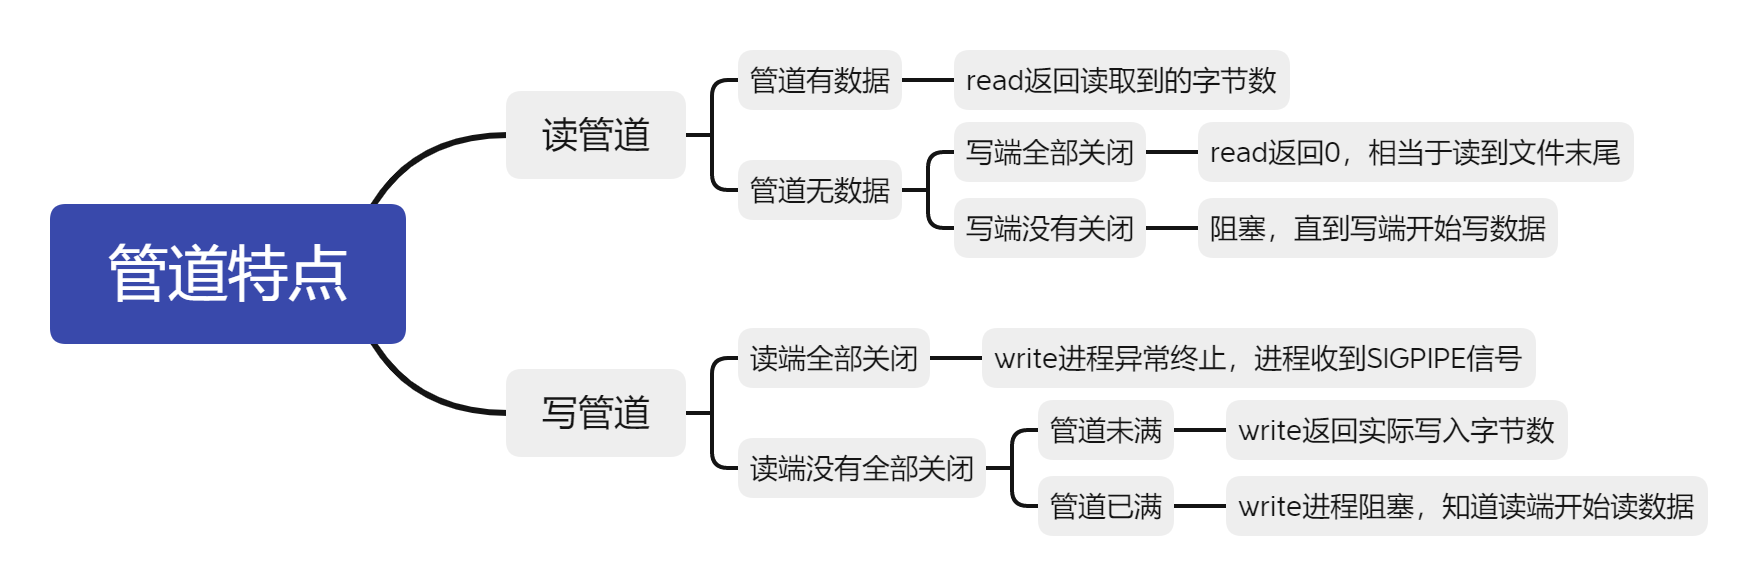 管道特点
读管道
管道有数据
read返回读取到的字节数
管道无数据
写端全部关闭
read返回0，相当于读到文件末尾
写端没有关闭
阻塞，直到写端开始写数据
写管道
读端全部关闭
write进程异常终止，进程收到SIGPIPE信号
读端没有全部关闭
管道未满
write返回实际写入字节数
管道已满
write进程阻塞，知道读端开始读数据